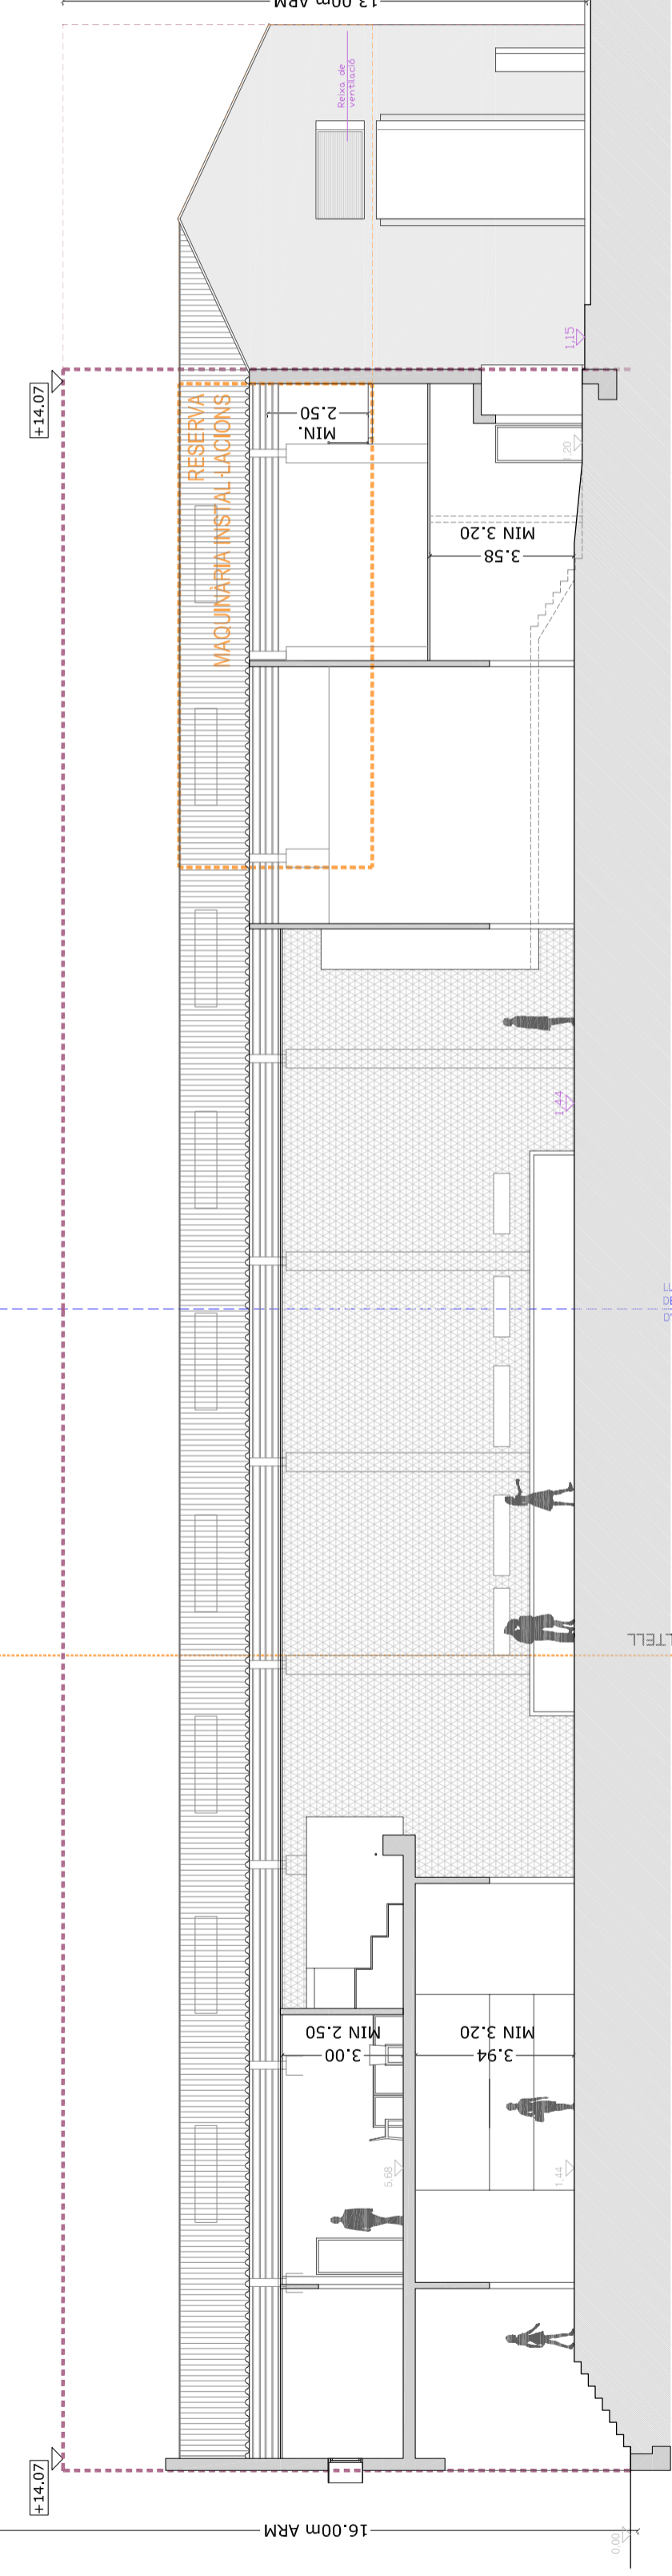 13.00m ARM
Reixa de
ventilació
1,15
+14.07
RESERVA
MAQUINÀRIA INSTAL·LACIONS
MIN.
2.50
1,20
MIN 3.20
3.58
1,44
LTELL
MIN 2.50
3.00
MIN 3.20
3.94
5,68
1,44
+14.07
16.00m ARM
0,00